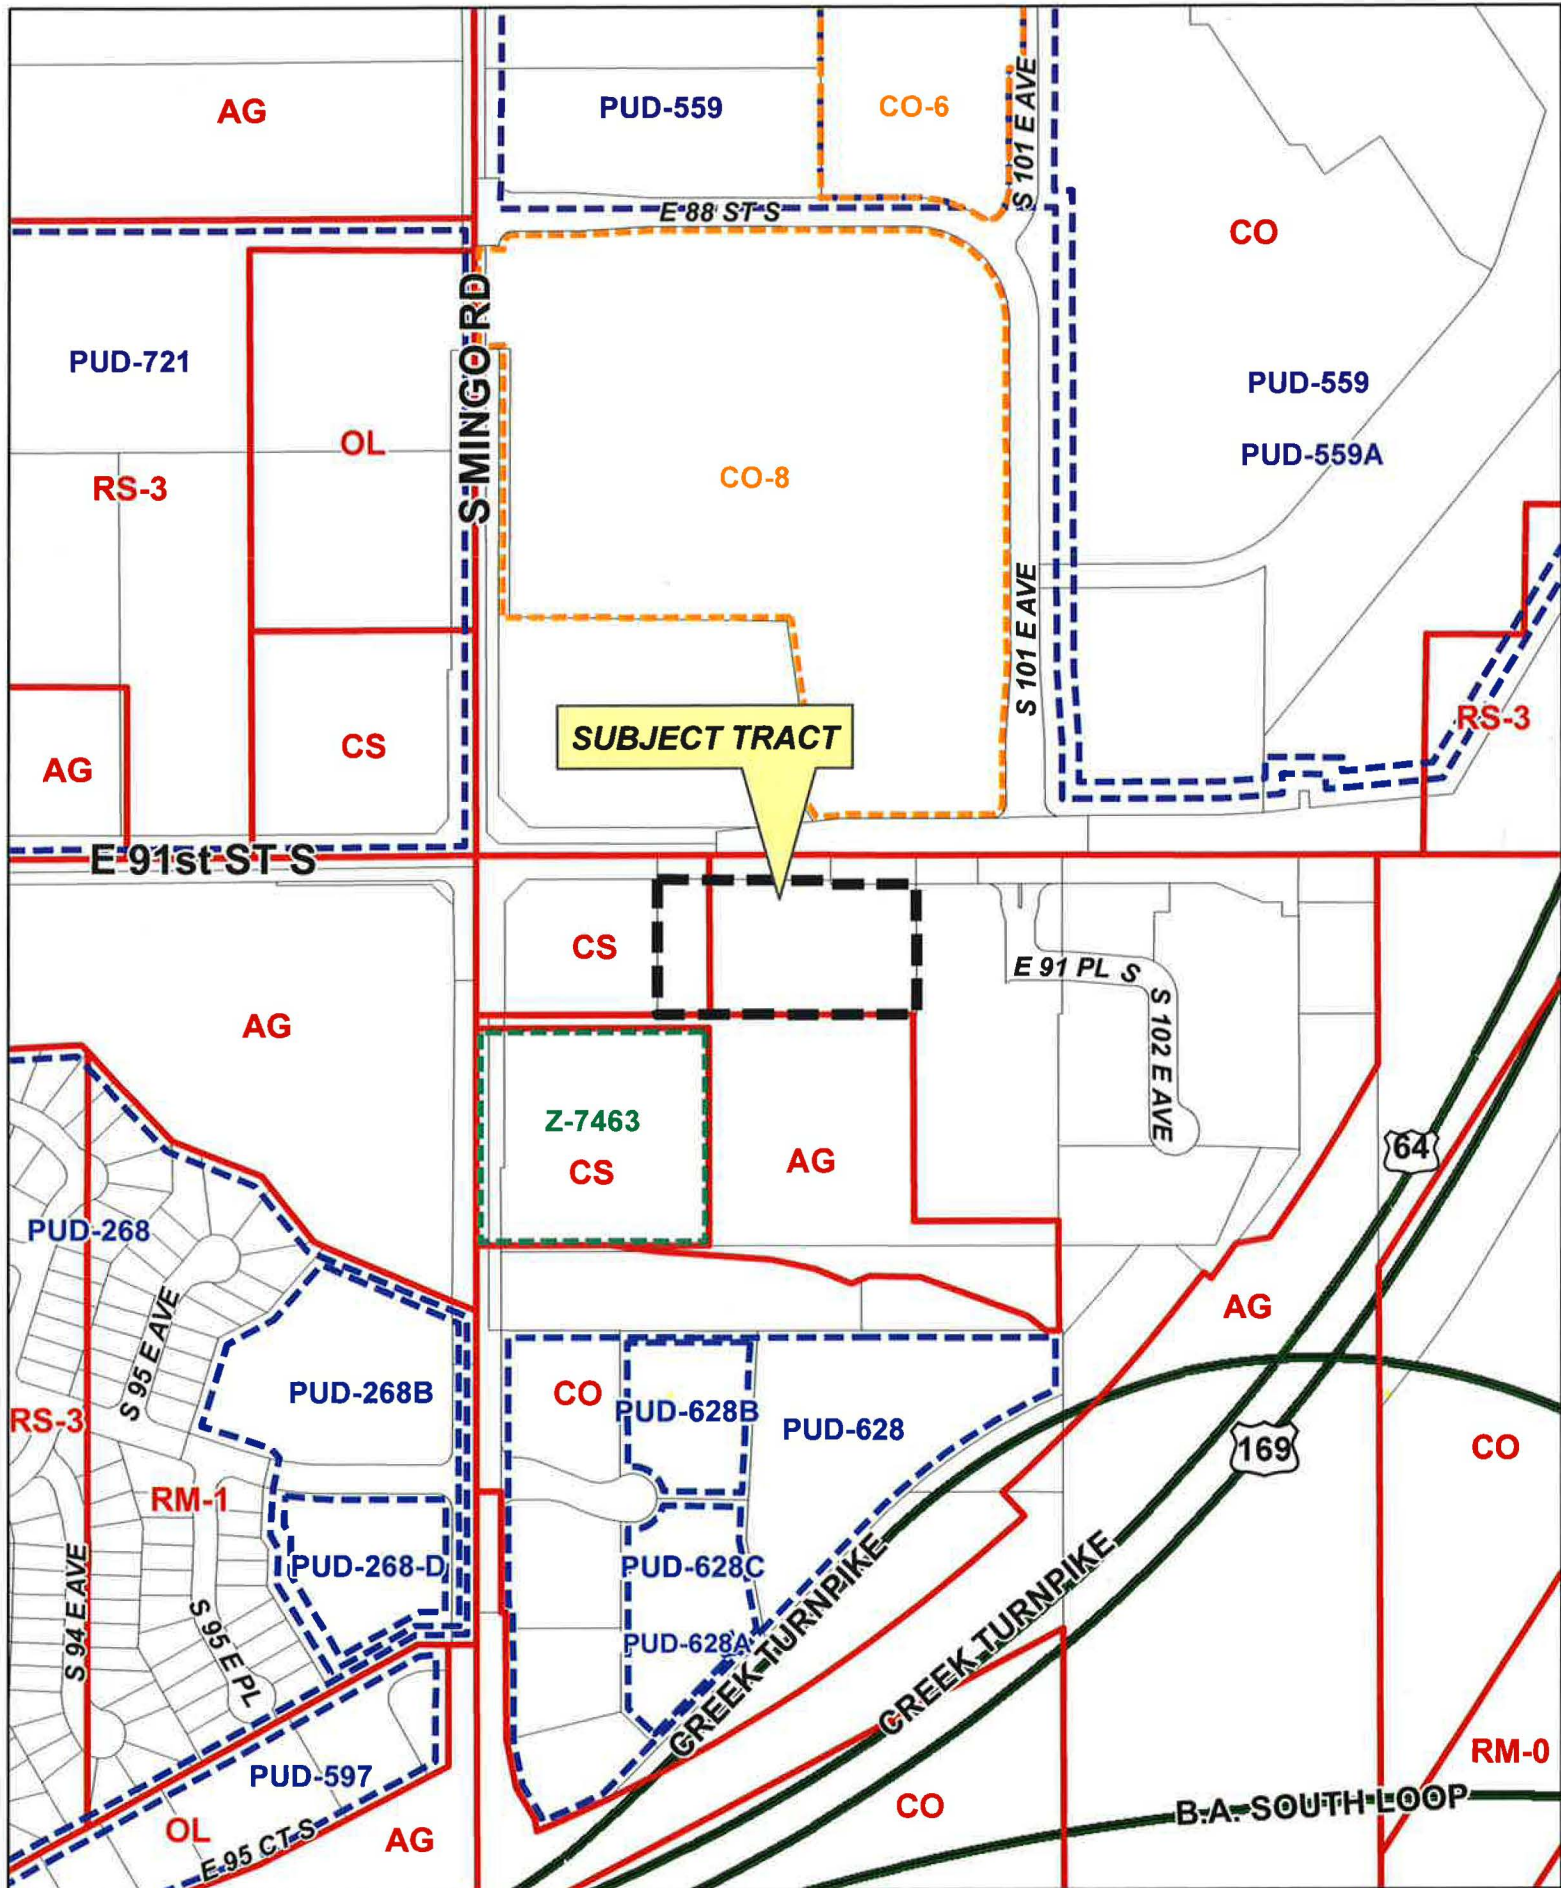 AG
PUD-559
CO-6
S 101 E AVE
E 88 ST S
CO
PUD-721
S MINGO RD
PUD-559
OL
PUD-559A
RS-3
CO-8
S 101 E AVE
RS-3
SUBJECT TRACT
CS
AG
E 91st ST S
CS
E 91 PL S
AG
S 102 E AVE
Z-7463
64
CS
AG
PUD-268
AG
S 95 E AVE
PUD-268B
CO
PUD-628B
RS-3
PUD-628
169
CO
RM-1
PUD-268-D
PUD-628C
CREEK TURNPIKE
CREEK TURNPIKE
S 94 E AVE
S 95 E PL
PUD-628A
RM-0
PUD-597
CO
B.A. SOUTH LOOP
OL
AG
E 95 CT S